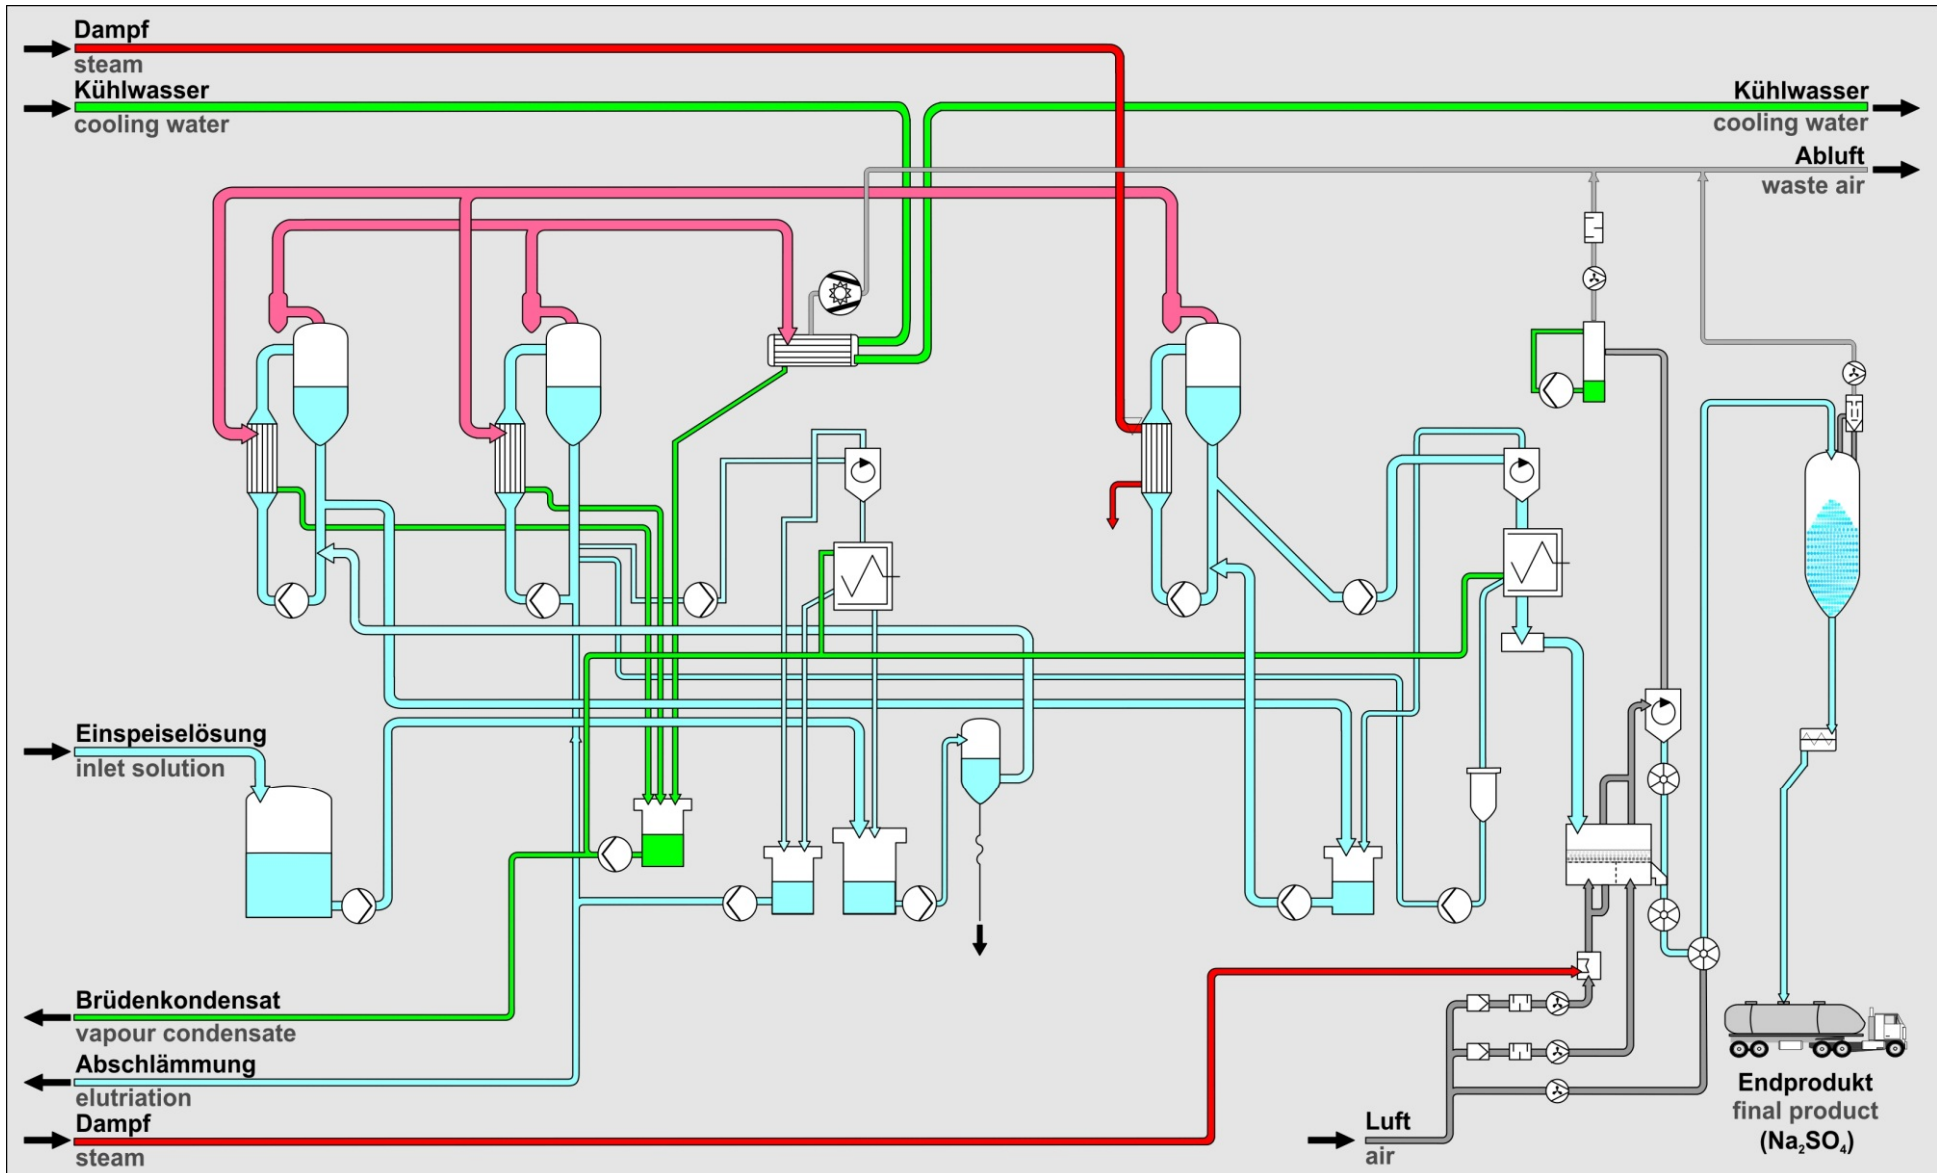 Dampf
steam
Kühlwasser
cooling water
Kühlwasser
cooling water
Abluft
waste air
Einspeiselösung
inlet solution
Brüdenkondensat
vapour condensate
Abschlämmung
elutriation
Dampf
steam
Luft
air
Endprodukt
final product
(Na₂SO₄)